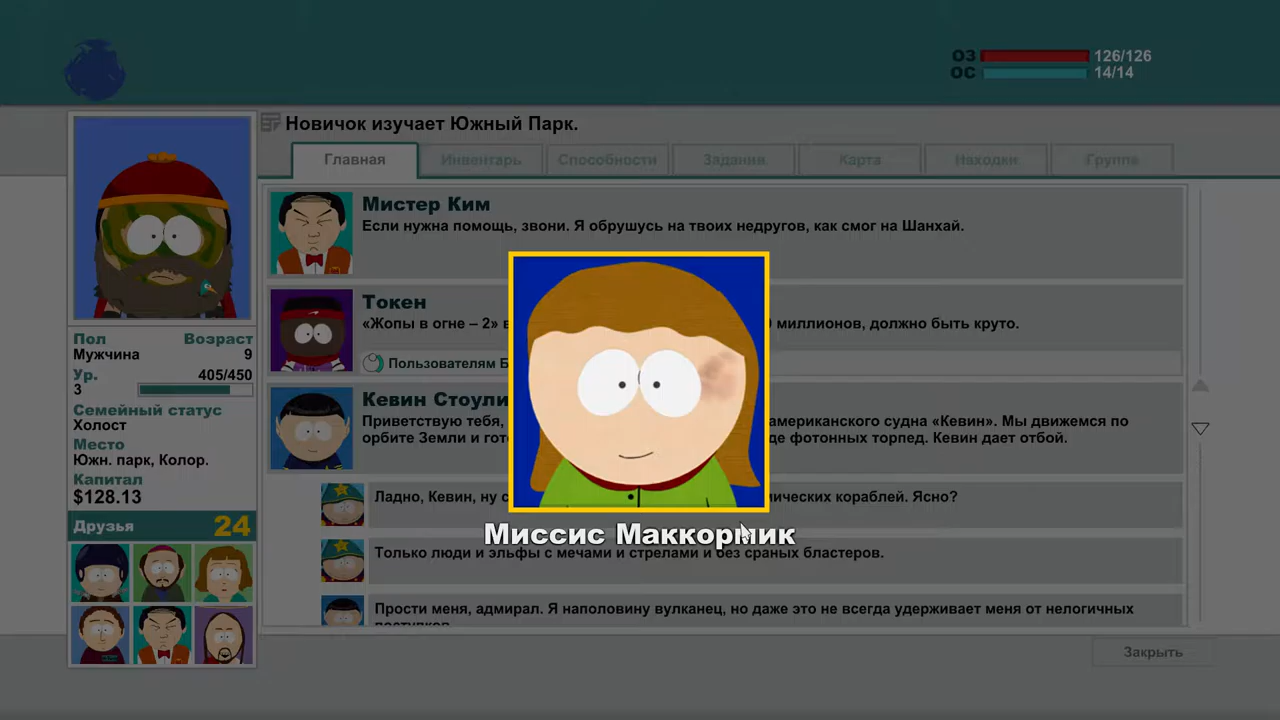 ОЗ 126/126
ОС 14/14
Новичок изучает Южный Парк.
Главная Инвентарь Способности Задания Карта Находки Группа
Мистер Ким
Если нужна помощь, звони. Я обрушусь на твоих недругов, как смог на Шанхай.
Токен
«Жопы в огне – 2» в миллионов, должно быть круто.
Пользователям
Кевин Стоули
Приветствую тебя, американского судна «Кевин». Мы движемся по
орбите Земли и гото де фотонных торпед. Кевин дает отбой.
Ладно, Кевин, ну с мических кораблей. Ясно?
Только люди и эльфы с мечами и стрелами и без сраных бластеров.
Прости меня, адмирал. Я наполовину вулканец, но даже это не всегда удерживает меня от нелогичных
поступков.
Миссис Маккормик
Пол Возраст
Мужчина 9
Ур. 405/450
3
Семейный статус
Холост
Место
Южн. парк, Колор.
Капитал
$128.13
Друзья 24
Закрыть